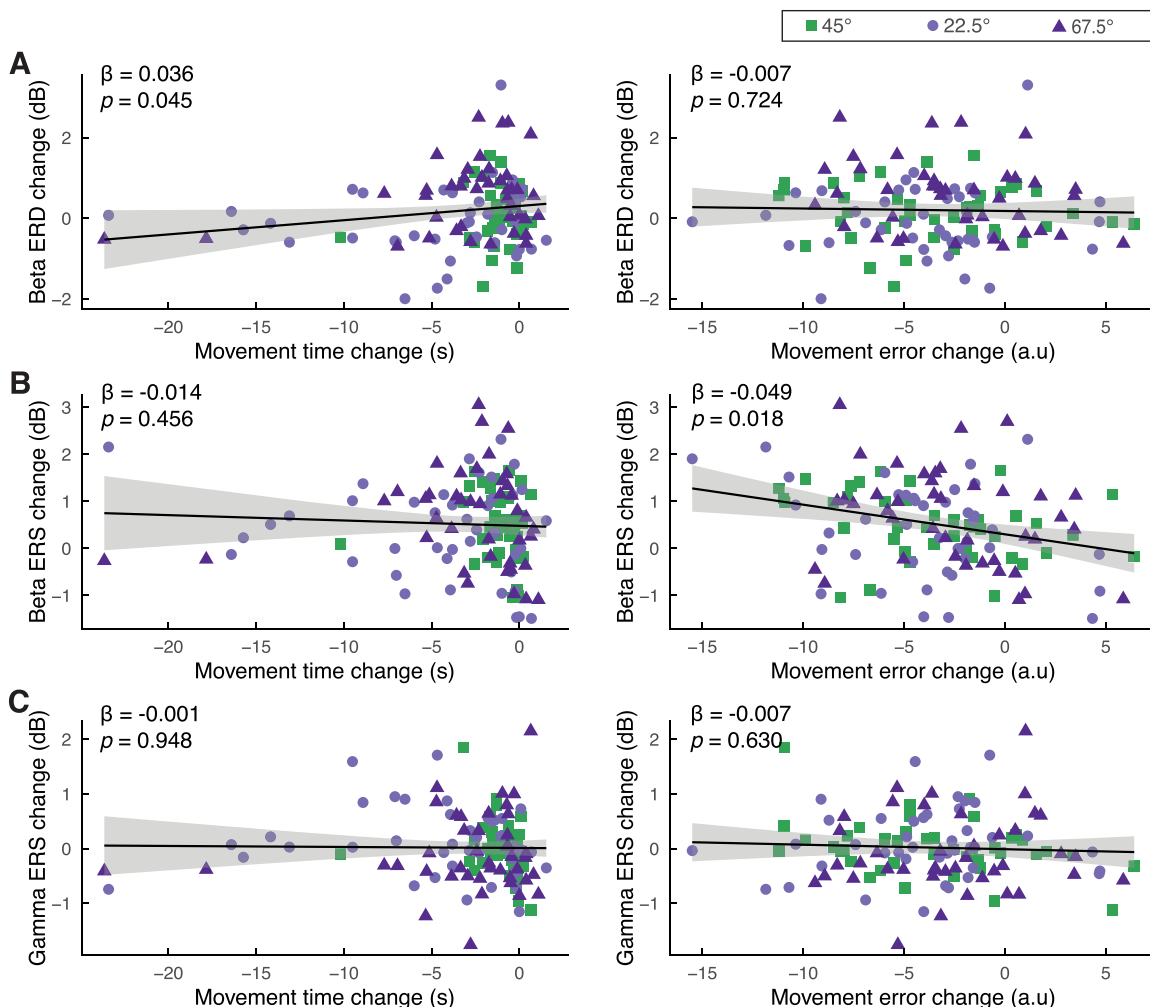 45° 22.5° 67.5°
A
β = 0.036
p = 0.045
Beta ERD change (dB)
2
0
−2
−20 −15 −10 −5 0
Movement time change (s)
β = -0.007
p = 0.724
Beta ERD change (dB)
2
0
−2
−15 −10 −5 0 5
Movement error change (a.u)
B
β = -0.014
p = 0.456
Beta ERS change (dB)
3
2
1
0
−1
−20 −15 −10 −5 0
Movement time change (s)
β = -0.049
p = 0.018
Beta ERS change (dB)
3
2
1
0
−1
−15 −10 −5 0 5
Movement error change (a.u)
C
β = -0.001
p = 0.948
Gamma ERS change (dB)
2
1
0
−1
−20 −15 −10 −5 0
Movement time change (s)
β = -0.007
p = 0.630
Gamma ERS change (dB)
2
1
0
−1
−15 −10 −5 0 5
Movement error change (a.u)